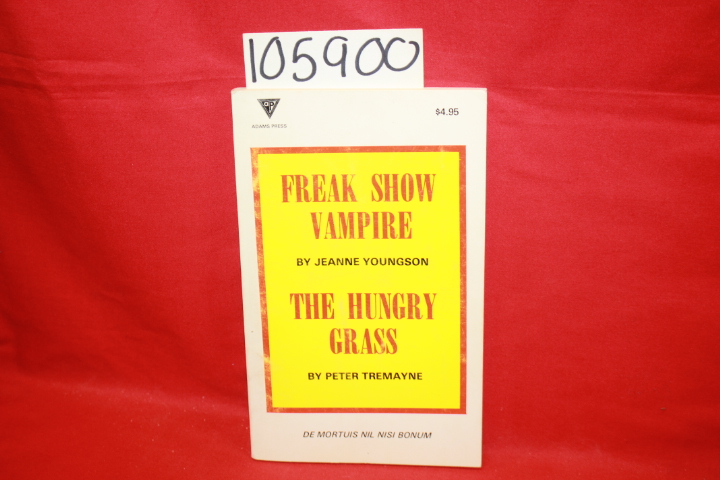 105900
AP
ADAMS PRESS
$4.95
FREAK SHOW
VAMPIRE
BY JEANNE YOUNGSON
THE HUNGRY
GRASS
BY PETER TREMAYNE
DE MORTUIS NIL NISI BONUM